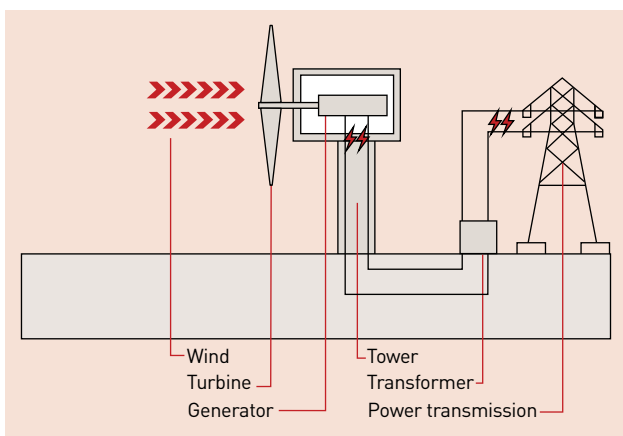 Wind
Turbine
Generator
Tower
Transformer
Power transmission